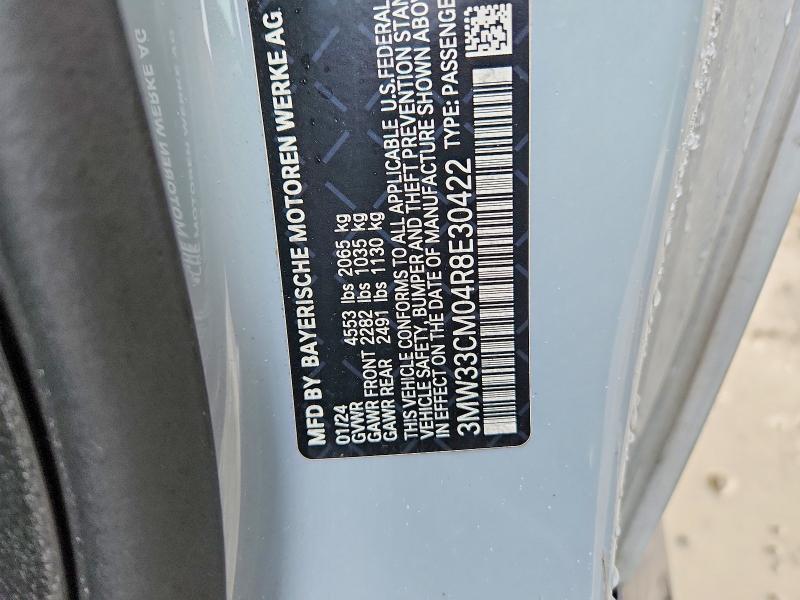 MFD BY BAYERISCHE MOTOREN WERKE AG
01/24
GVWR 4553 lbs 2065 kg
GAWR FRONT 2282 lbs 1035 kg
GAWR REAR 2491 lbs 1130 kg
THIS VEHICLE CONFORMS TO ALL APPLICABLE U.S. FEDERAL
VEHICLE SAFETY, BUMPER AND THEFT PREVENTION STAN
IN EFFECT ON THE DATE OF MANUFACTURE SHOWN ABOV
3MW33CM04R8E30422 TYPE: PASSENGE